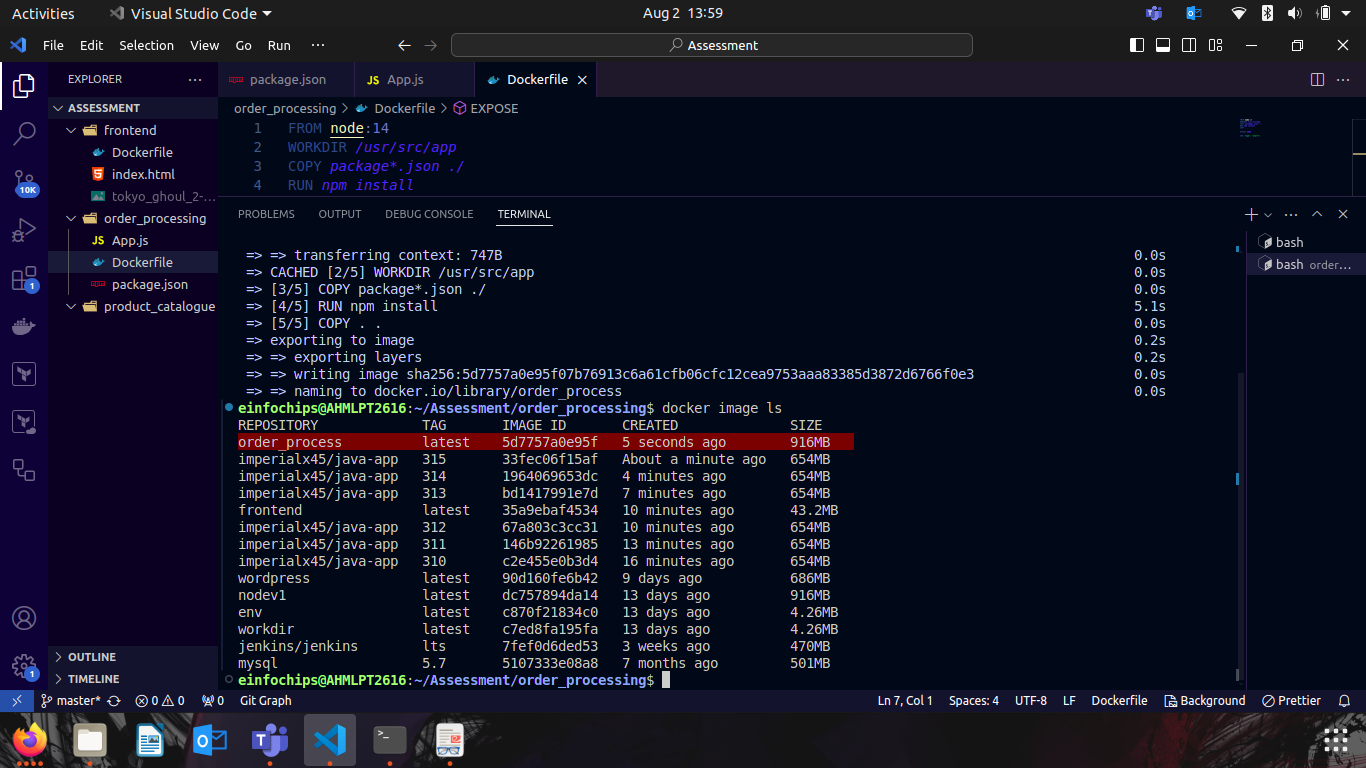 Activities Visual Studio Code Aug 2 13:59
File Edit Selection View Go Run ··· Assessment
EXPLORER ··· package.json JS App.js Dockerfile
ASSESSMENT
frontend
Dockerfile
index.html
tokyo_ghoul_2-...
order_processing
JS App.js
Dockerfile
package.json
product_catalogue
OUTLINE
TIMELINE
10K
1
1
order_processing > Dockerfile > EXPOSE
1 FROM node:14
2 WORKDIR /usr/src/app
3 COPY package*.json ./
4 RUN npm install
PROBLEMS OUTPUT DEBUG CONSOLE TERMINAL
bash
bash order...
=> => transferring context: 747B 0.0s
=> CACHED [2/5] WORKDIR /usr/src/app 0.0s
=> [3/5] COPY package*.json ./ 0.0s
=> [4/5] RUN npm install 5.1s
=> [5/5] COPY . . 0.0s
=> exporting to image 0.2s
=> => exporting layers 0.2s
=> => writing image sha256:5d7757a0e95f07b76913c6a61cfb06cfc12cea9753aaa83385d3872d6766f0e3 0.0s
=> => naming to docker.io/library/order_process 0.0s
einfochips@AHMLPT2616:~/Assessment/order_processing$ docker image ls
REPOSITORY TAG IMAGE ID CREATED SIZE
order_process latest 5d7757a0e95f 5 seconds ago 916MB
imperialx45/java-app 315 33fec06f15af About a minute ago 654MB
imperialx45/java-app 314 1964069653dc 4 minutes ago 654MB
imperialx45/java-app 313 bd1417991e7d 7 minutes ago 654MB
frontend latest 35a9ebaf4534 10 minutes ago 43.2MB
imperialx45/java-app 312 67a803c3cc31 10 minutes ago 654MB
imperialx45/java-app 311 146b92261985 13 minutes ago 654MB
imperialx45/java-app 310 c2e455e0b3d4 16 minutes ago 654MB
wordpress latest 90d160fe6b42 9 days ago 686MB
nodev1 latest dc757894da14 13 days ago 916MB
env latest c870f21834c0 13 days ago 4.26MB
workdir latest c7ed8fa195fa 13 days ago 4.26MB
jenkins/jenkins lts 7fef0d6ded53 3 weeks ago 470MB
mysql 5.7 5107333e08a8 7 months ago 501MB
einfochips@AHMLPT2616:~/Assessment/order_processing$
master* 0 0 0 Git Graph Ln 7, Col 1 Spaces: 4 UTF-8 LF Dockerfile Background Prettier